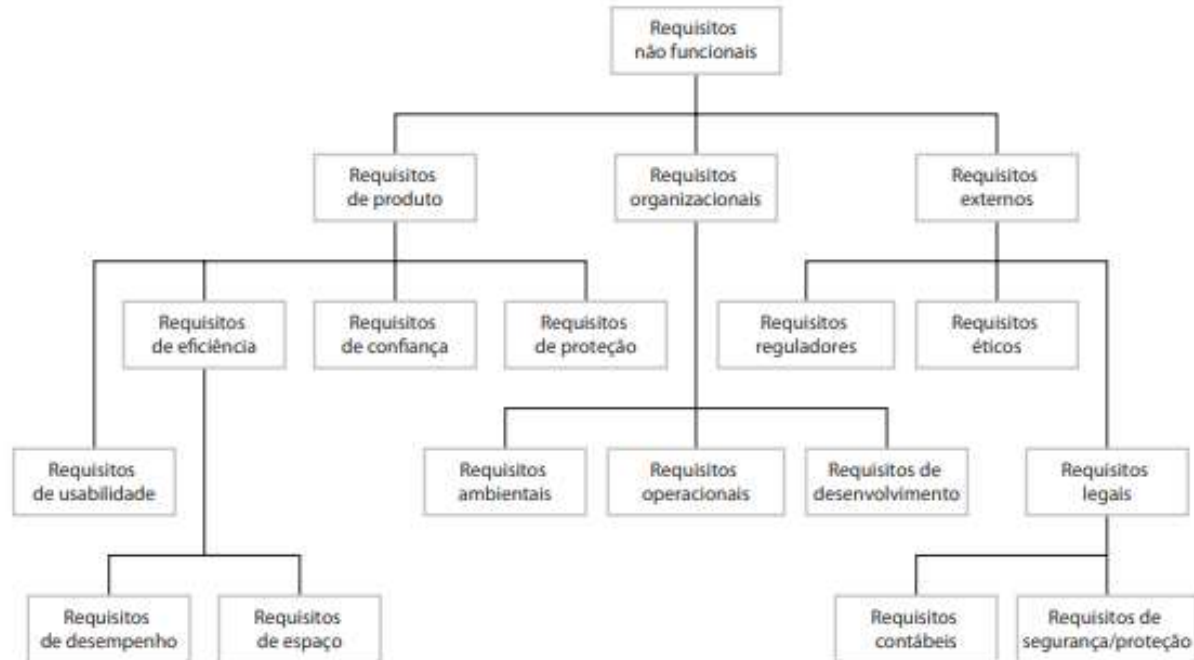 Requisitos
não funcionais
Requisitos
de produto
Requisitos
organizacionais
Requisitos
externos
Requisitos
de eficiência
Requisitos
de confiança
Requisitos
de proteção
Requisitos
reguladores
Requisitos
éticos
Requisitos
de usabilidade
Requisitos
ambientais
Requisitos
operacionais
Requisitos de
desenvolvimento
Requisitos
legais
Requisitos
de desempenho
Requisitos
de espaço
Requisitos
contábeis
Requisitos de
segurança/proteção